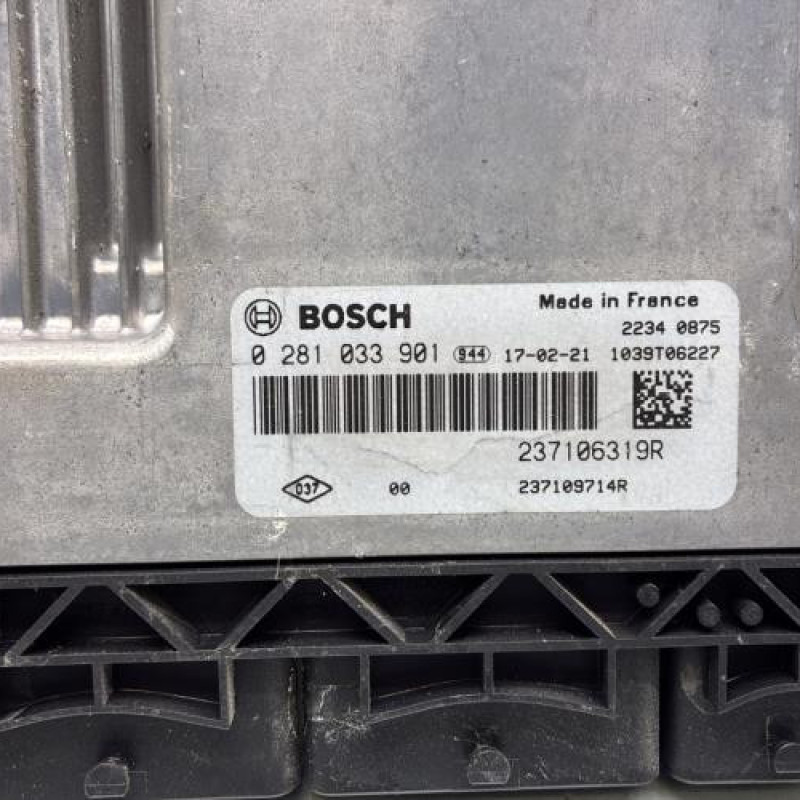 BOSCH Made in France
2234 0875
0 281 033 901 944 17-02-21 1039T06227
237106319R
037 00 237109714R